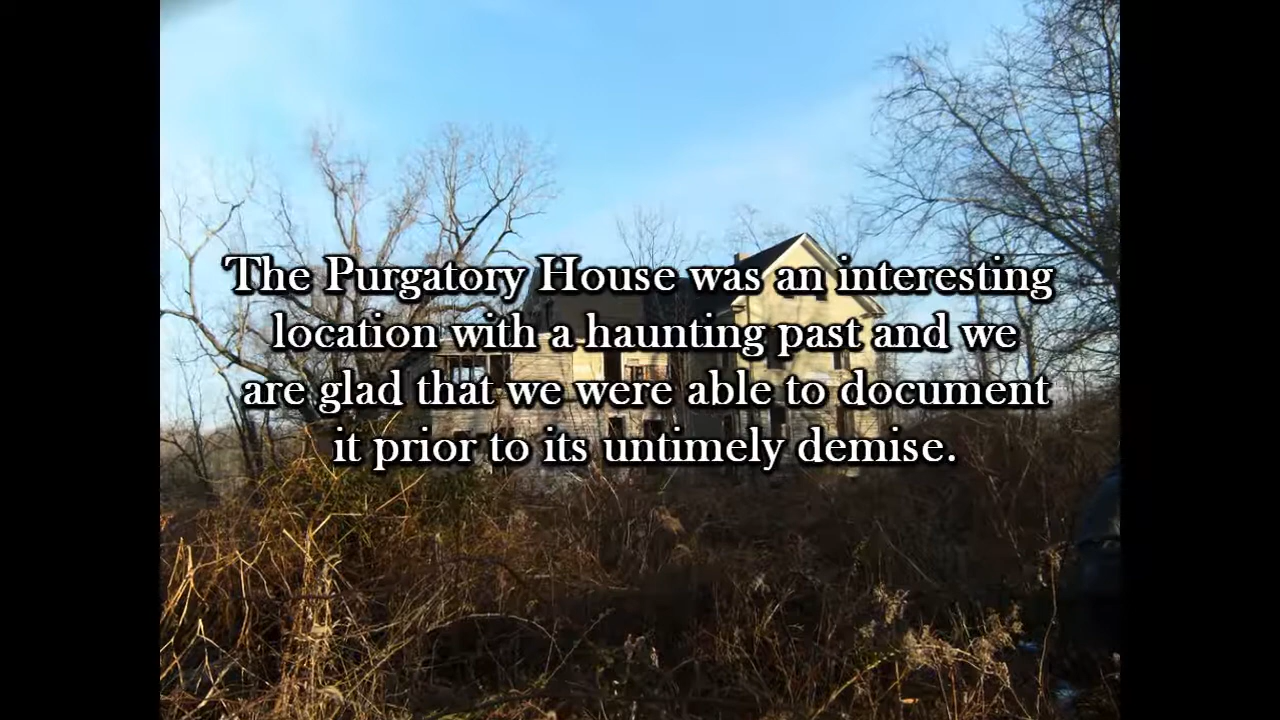 The Purgatory House was an interesting
location with a haunting past and we
are glad that we were able to document
it prior to its untimely demise.